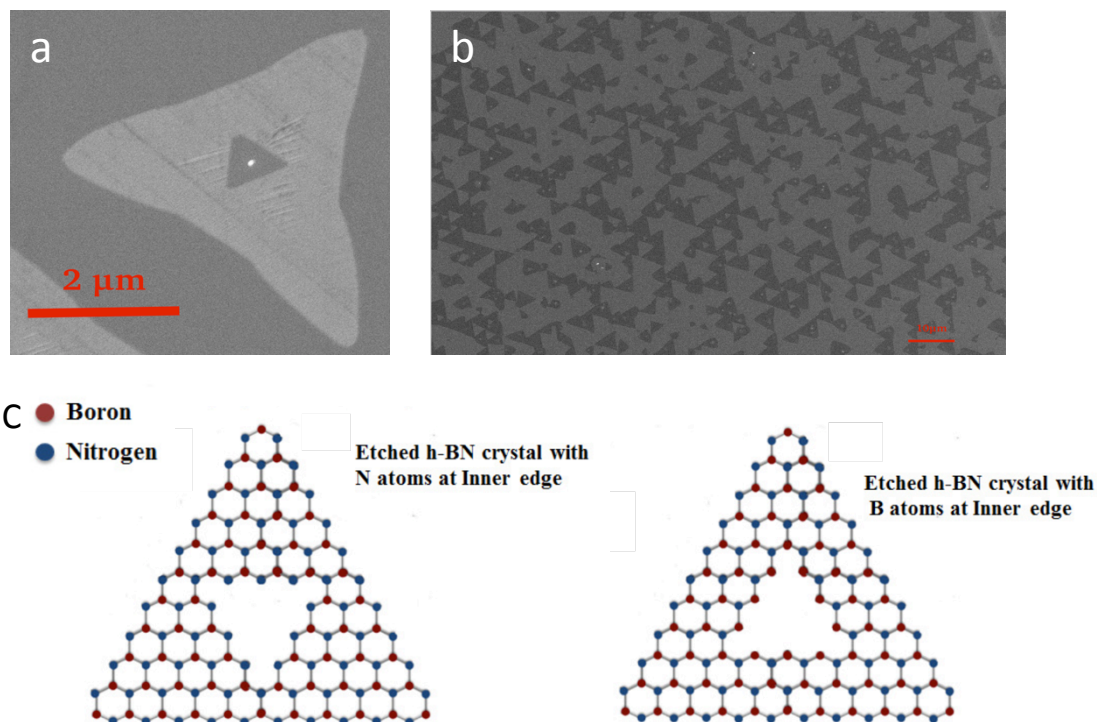 a
b
2 μm
C
Boron
Nitrogen
Etched h-BN crystal with
N atoms at Inner edge
Etched h-BN crystal with
B atoms at Inner edge